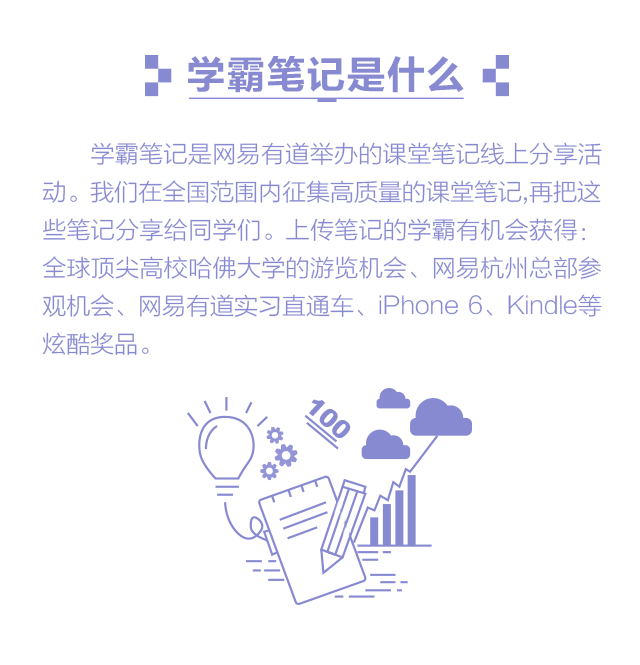 学霸笔记是什么
学霸笔记是网易有道举办的课堂笔记线上分享活
动。我们在全国范围内征集高质量的课堂笔记,再把这
些笔记分享给同学们。上传笔记的学霸有机会获得：
全球顶尖高校哈佛大学的游览机会、网易杭州总部参
观机会、网易有道实习直通车、iPhone 6、Kindle等
炫酷奖品。
100